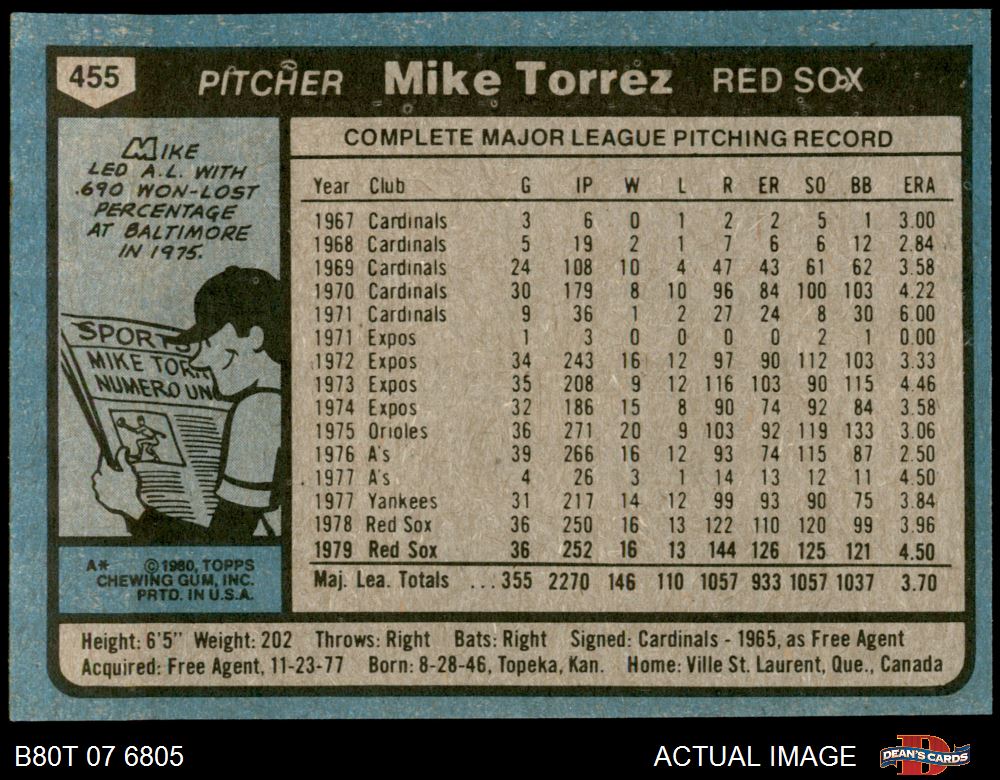 455 PITCHER Mike Torrez RED SOX
MIKE
LED A.L. WITH
.690 WON-LOST
PERCENTAGE
AT BALTIMORE
IN 1975.
SPORTS
MIKE TORR
NUMERO UN
A* ©1980, TOPPS
CHEWING GUM, INC.
PRTD. IN U.S.A.
COMPLETE MAJOR LEAGUE PITCHING RECORD
Year Club G IP W L R ER SO BB ERA
1967 Cardinals 3 6 0 1 2 2 5 1 3.00
1968 Cardinals 5 19 2 1 7 6 6 12 2.84
1969 Cardinals 24 108 10 4 47 43 61 62 3.58
1970 Cardinals 30 179 8 10 96 84 100 103 4.22
1971 Cardinals 9 36 1 2 27 24 8 30 6.00
1971 Expos 1 3 0 0 0 0 2 1 0.00
1972 Expos 34 243 16 12 97 90 112 103 3.33
1973 Expos 35 208 9 12 116 103 90 115 4.46
1974 Expos 32 186 15 8 90 74 92 84 3.58
1975 Orioles 36 271 20 9 103 92 119 133 3.06
1976 A's 39 266 16 12 93 74 115 87 2.50
1977 A's 4 26 3 1 14 13 12 11 4.50
1977 Yankees 31 217 14 12 99 93 90 75 3.84
1978 Red Sox 36 250 16 13 122 110 120 99 3.96
1979 Red Sox 36 252 16 13 144 126 125 121 4.50
Maj. Lea. Totals ...355 2270 146 110 1057 933 1057 1037 3.70
Height: 6'5" Weight: 202 Throws: Right Bats: Right Signed: Cardinals - 1965, as Free Agent
Acquired: Free Agent, 11-23-77 Born: 8-28-46, Topeka, Kan. Home: Ville St. Laurent, Que., Canada
B80T 07 6805 ACTUAL IMAGE DEAN'S CARDS